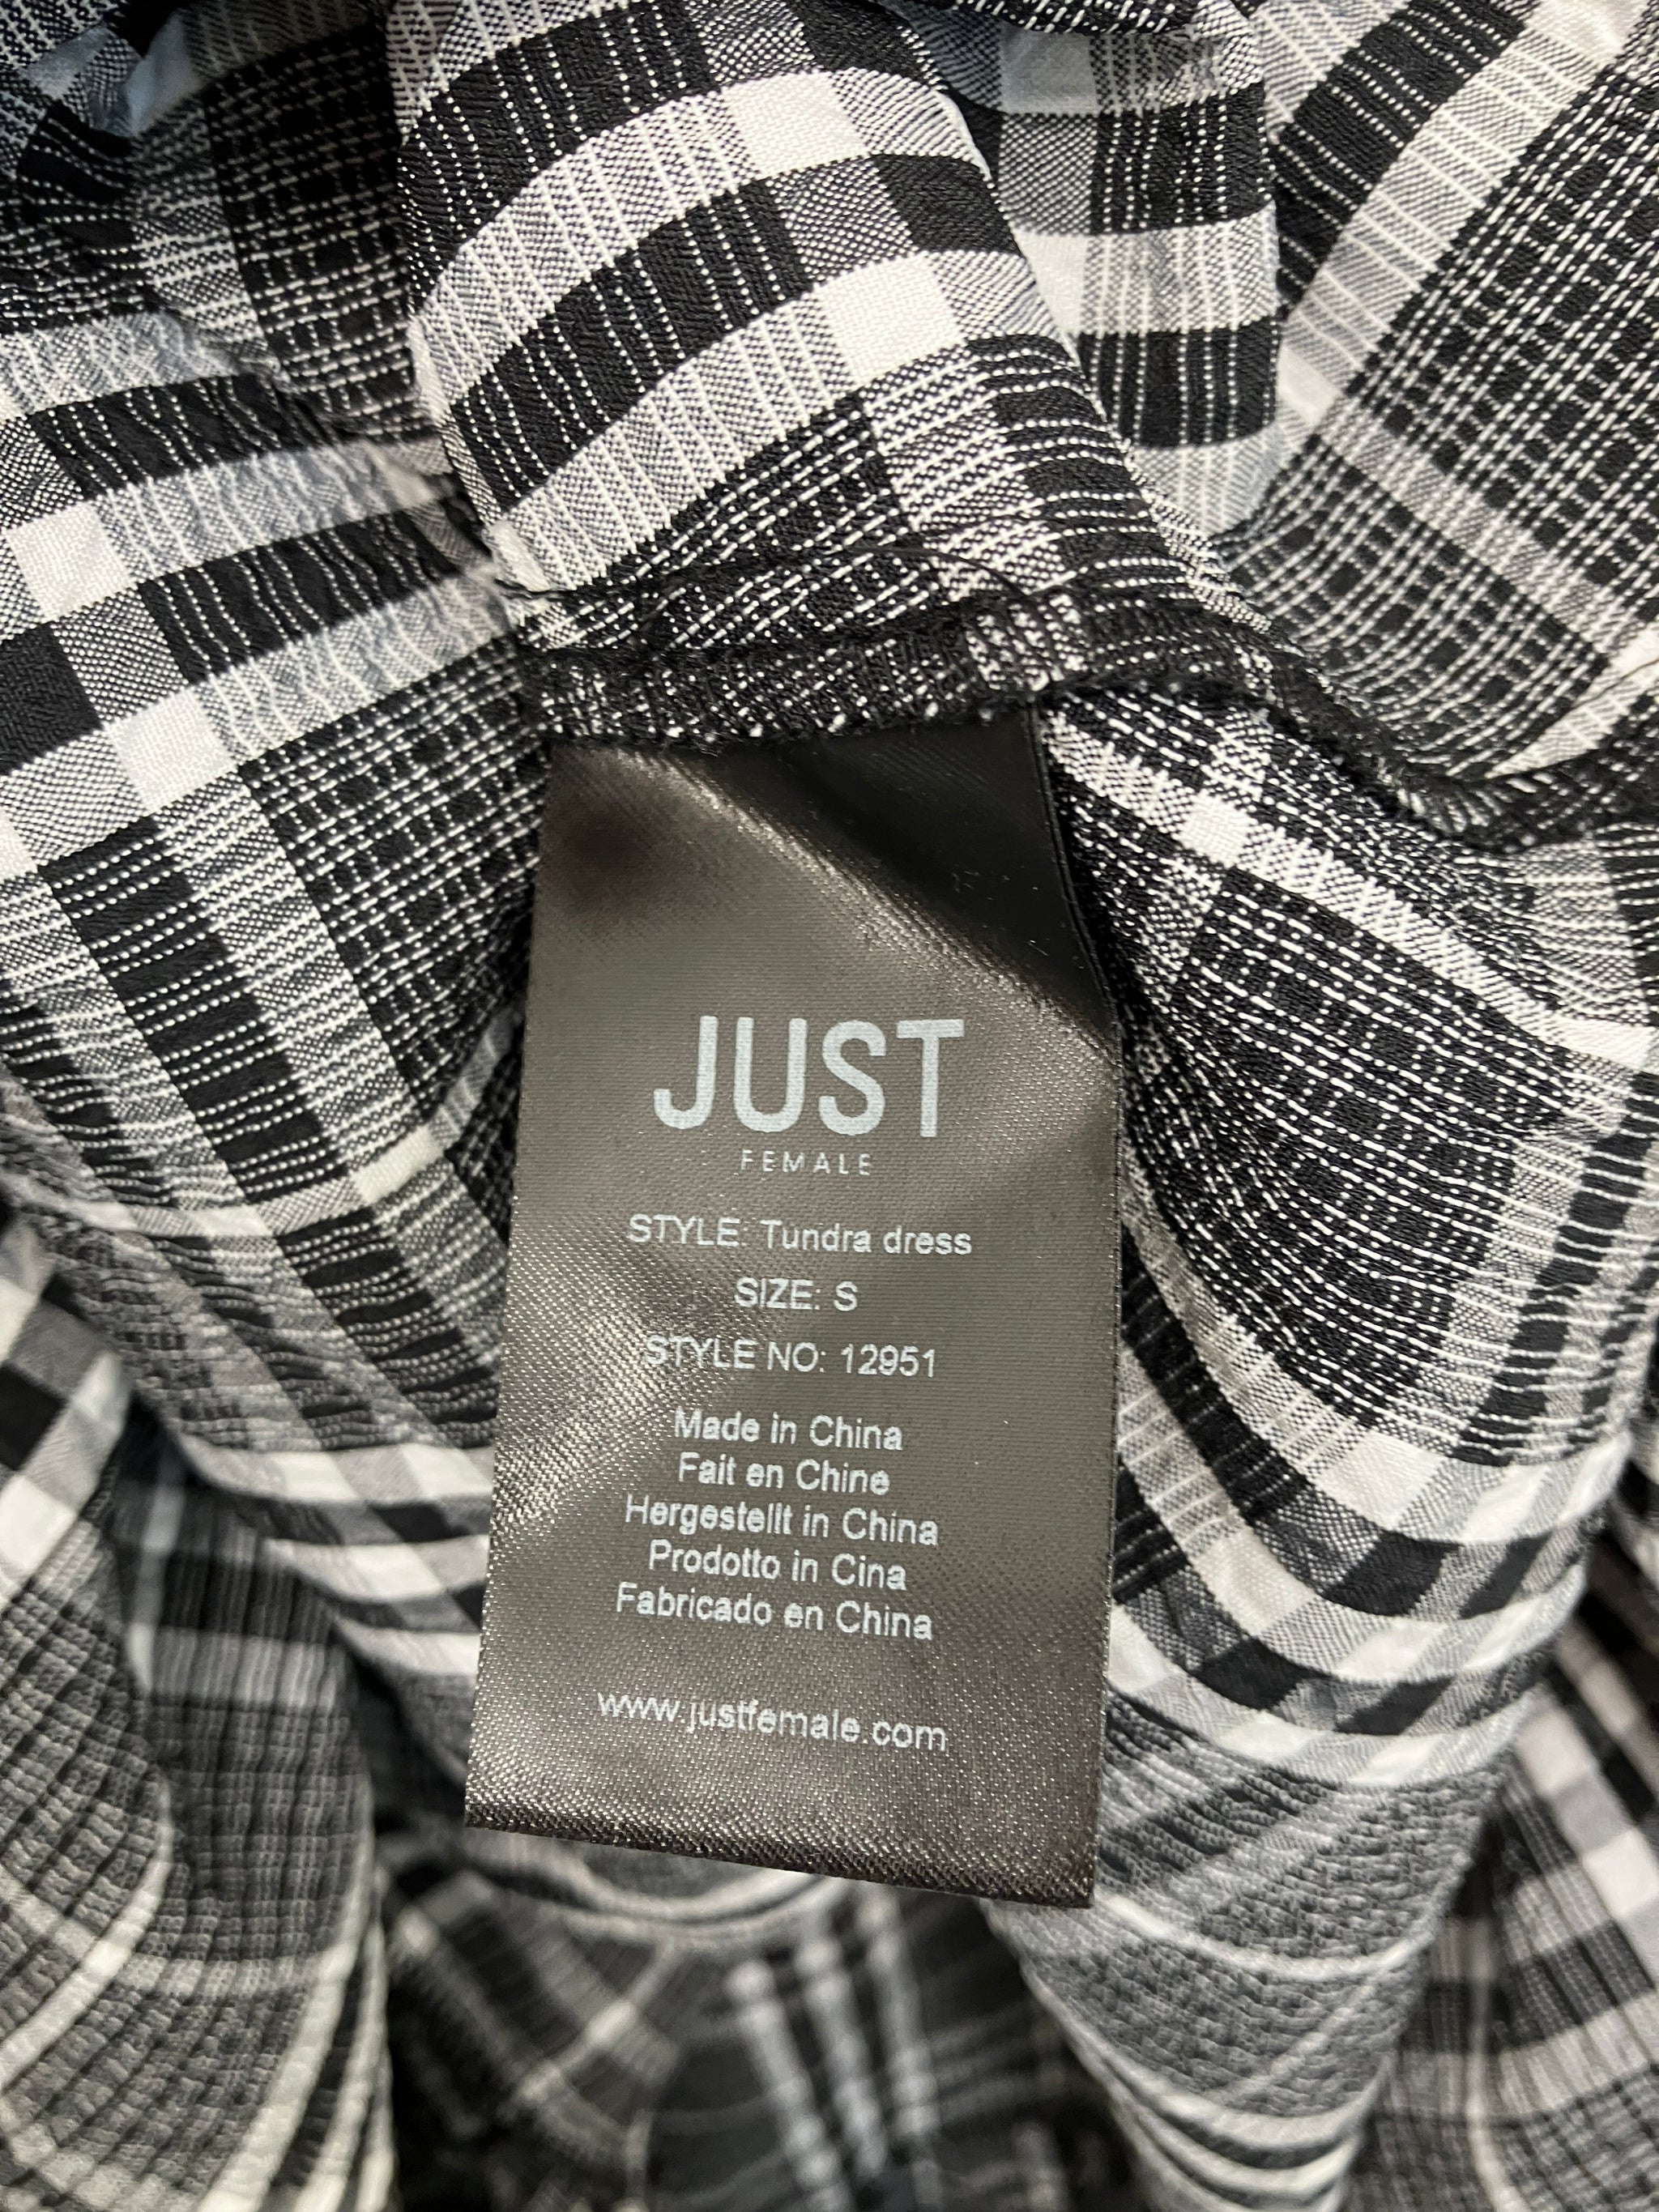 JUST
FEMALE
STYLE: Tundra dress
SIZE: S
STYLE NO: 12951
Made in China
Fait en Chine
Hergestellt in China
Prodotto in Cina
Fabricado en China
www.justfemale.com